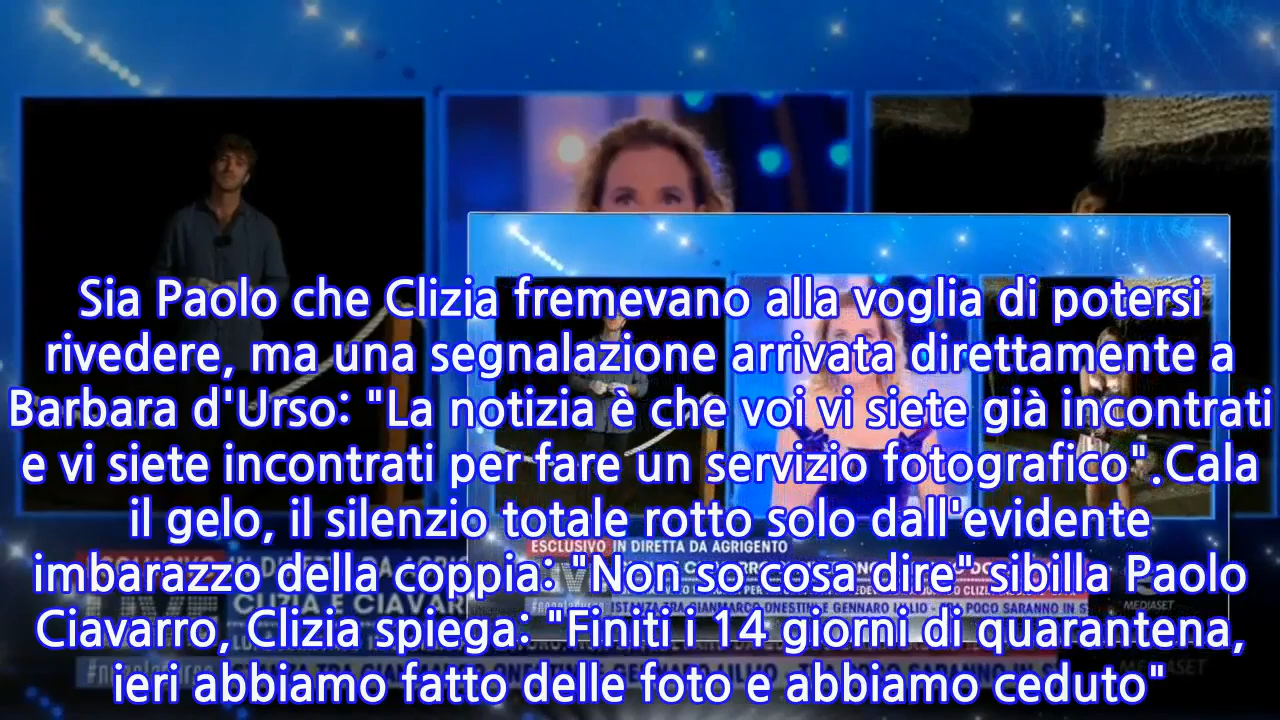 Sia Paolo che Clizia fremevano alla voglia di potersi
rivedere, ma una segnalazione arrivata direttamente a
Barbara d'Urso: "La notizia è che voi vi siete già incontrati
e vi siete incontrati per fare un servizio fotografico".Cala
il gelo, il silenzio totale rotto solo dall'evidente
imbarazzo della coppia: "Non so cosa dire" sibilla Paolo
Ciavarro, Clizia spiega: "Finiti i 14 giorni di quarantena,
ieri abbiamo fatto delle foto e abbiamo ceduto"
ESCLUSIVO IN DIRETTA DA AGRIGENTO
CLIZIA E CIAVAR
MEDIASET